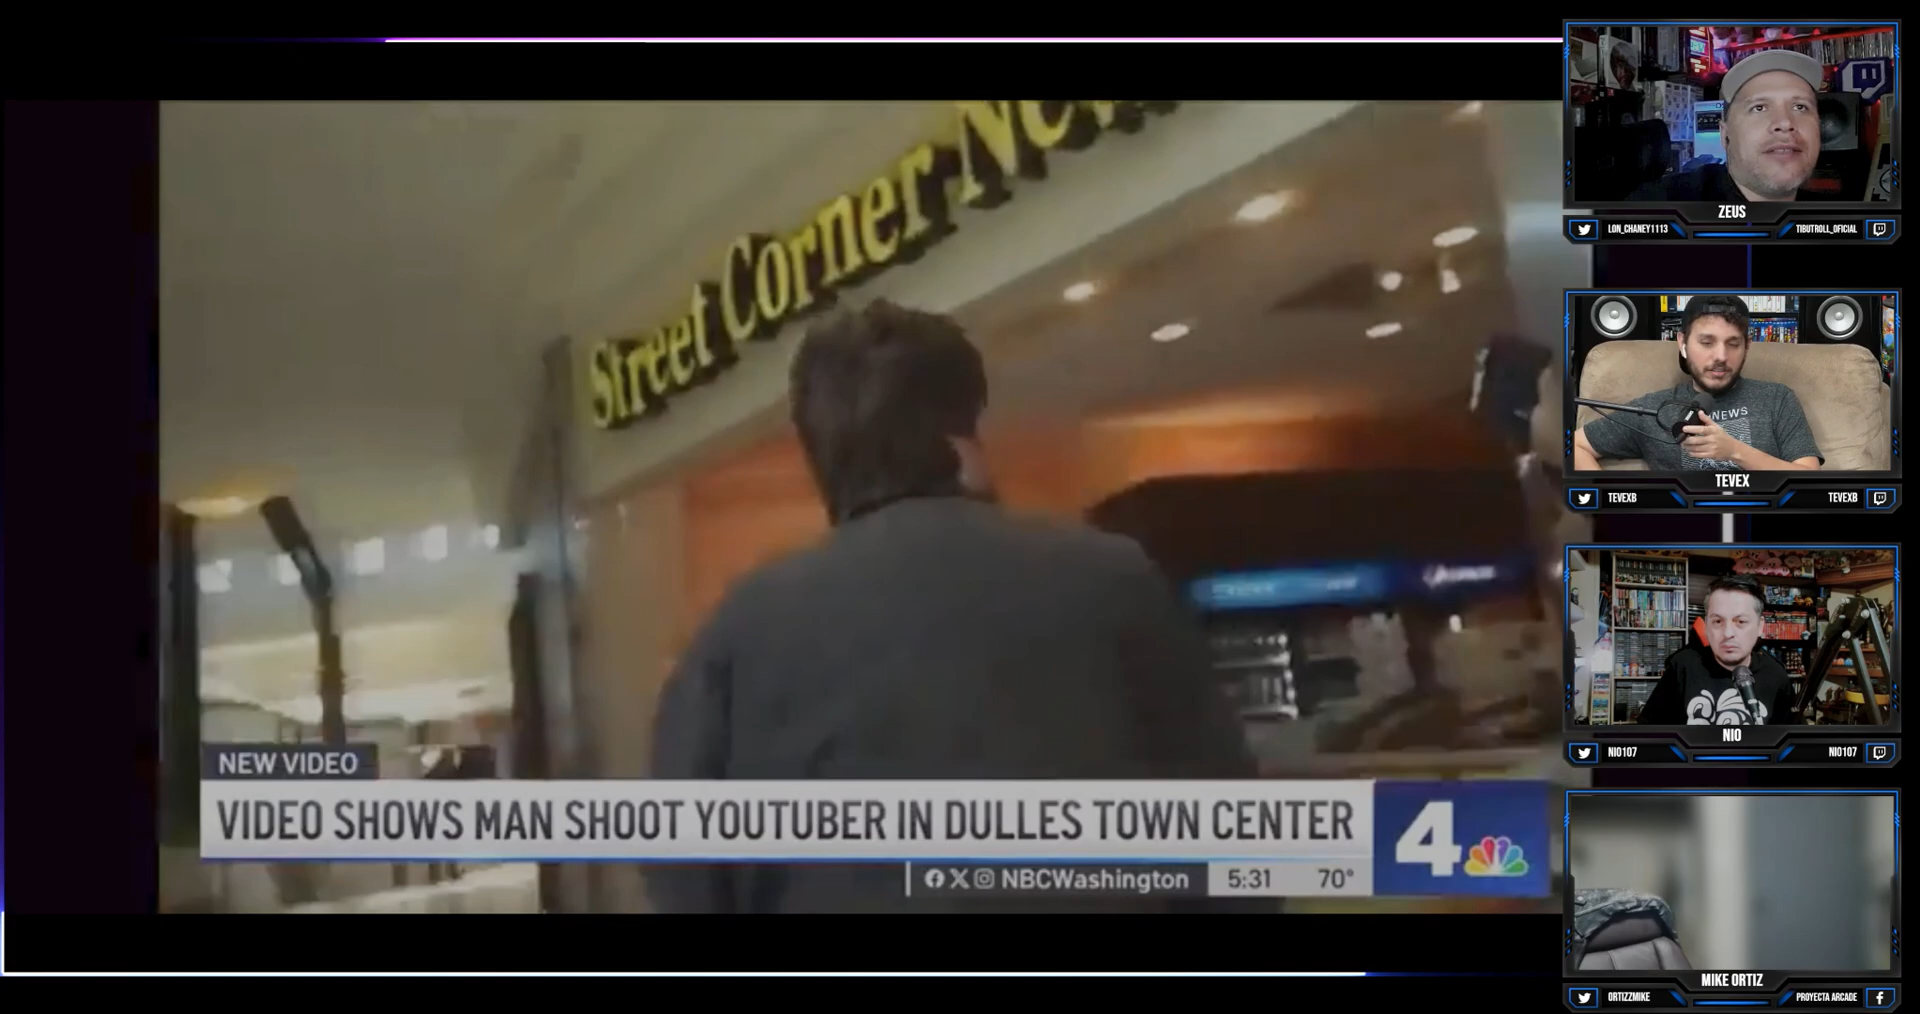 Street Corner News
NEW VIDEO
VIDEO SHOWS MAN SHOOT YOUTUBER IN DULLES TOWN CENTER
4
NBCWashington
5:31 70°
ZEUS
LON_CHANEY1113
TIBUTROLL_OFICIAL
NEWS
TEVEX
TEVEXB
TEVEXB
NIO
NIO107
NIO107
MIKE ORTIZ
ORTIZZMIKE
PROYECTA ARCADE